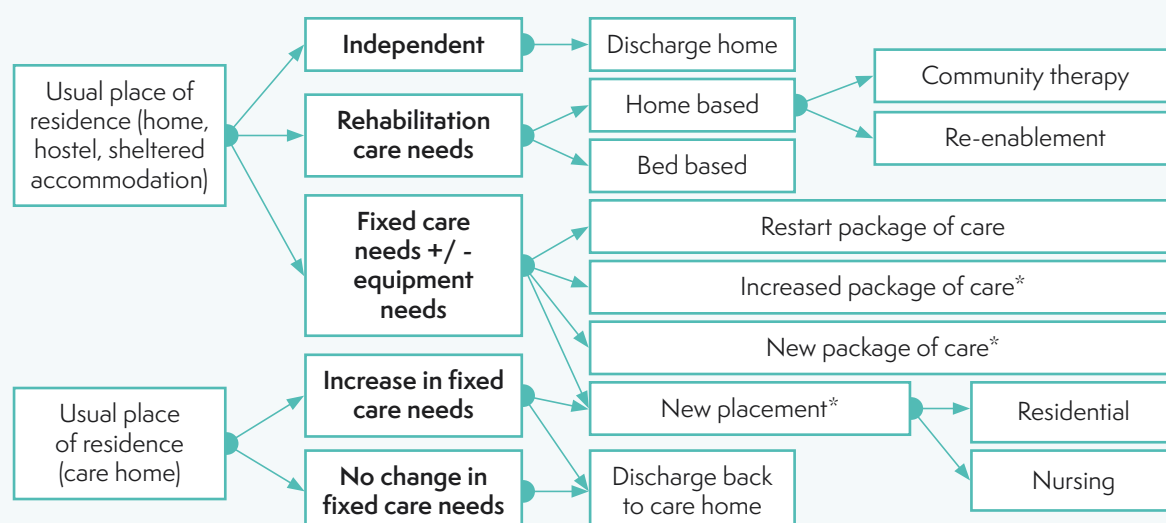 Usual place of
residence (home,
hostel, sheltered
accommodation)
Independent
Discharge home
Rehabilitation
care needs
Home based
Community therapy
Re-enablement
Bed based
Fixed care
needs +/ -
equipment
needs
Restart package of care
Increased package of care*
New package of care*
Usual place
of residence
(care home)
Increase in fixed
care needs
New placement*
Residential
Nursing
No change in
fixed care needs
Discharge back
to care home